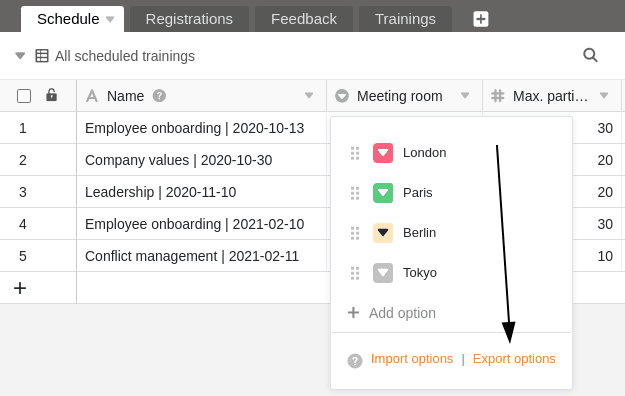 Schedule Registrations Feedback Trainings
All scheduled trainings
Name Meeting room Max. parti…
1 Employee onboarding | 2020-10-13 30
2 Company values | 2020-10-30 20
3 Leadership | 2020-11-10 20
4 Employee onboarding | 2021-02-10 30
5 Conflict management | 2021-02-11 10
London
Paris
Berlin
Tokyo
Add option
Import options | Export options